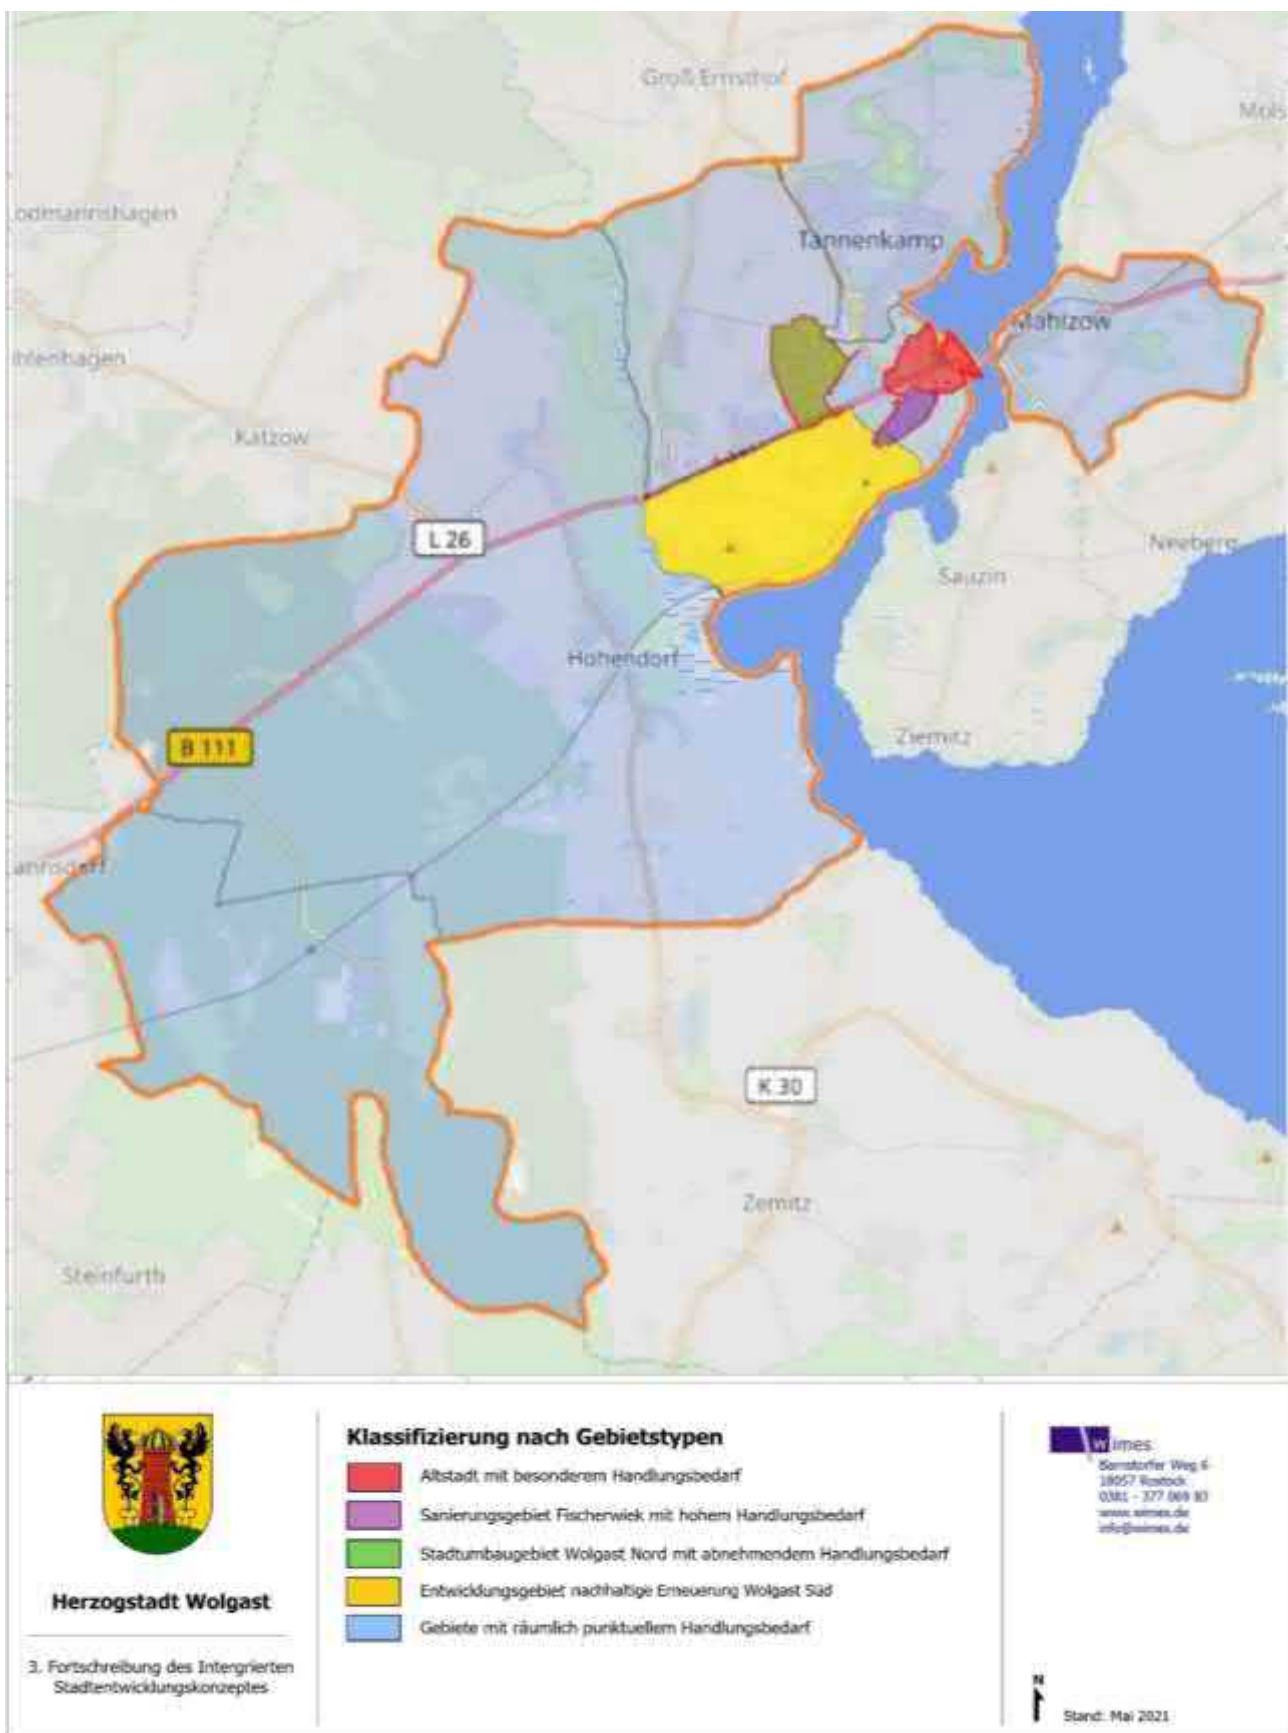 Groß Ernsthof
Tannenkamp
Mahlzow
Katzow
L 26
Neeberg
Sauzin
Hohendorf
Ziemitz
B 111
K 30
Zemitz
Steinfurth
Herzogstadt Wolgast
3. Fortschreibung des Intergrierten
Stadtentwicklungskonzeptes
Klassifizierung nach Gebietstypen
Altstadt mit besonderem Handlungsbedarf
Sanierungsgebiet Fischerwiek mit hohem Handlungsbedarf
Stadtumbaugebiet Wolgast Nord mit abnehmendem Handlungsbedarf
Entwicklungsgebiet nachhaltige Erneuerung Wolgast Süd
Gebiete mit räumlich punktuellem Handlungsbedarf
wimes
Barnstorfer Weg 6
18057 Rostock
0381 - 377 069 83
www.wimes.de
info@wimes.de
N
Stand: Mai 2021